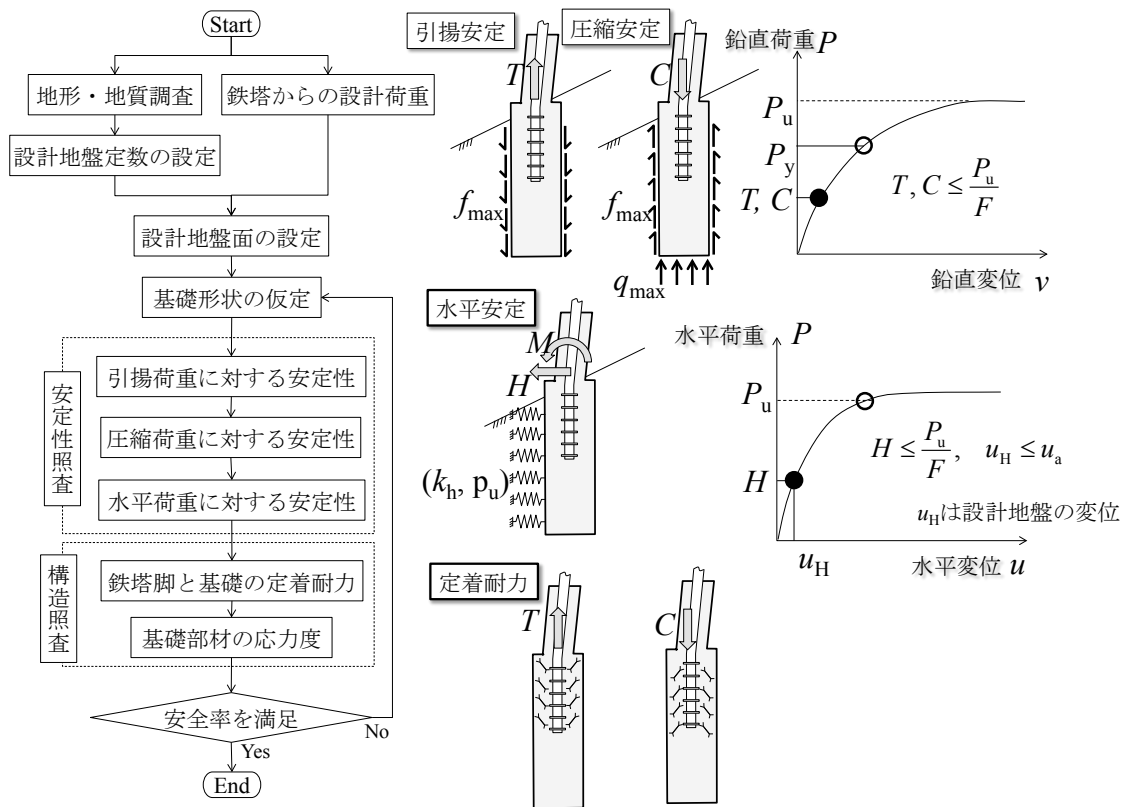 Start
地形・地質調査
鉄塔からの設計荷重
設計地盤定数の設定
設計地盤面の設定
基礎形状の仮定
安定性照査
引揚荷重に対する安定性
圧縮荷重に対する安定性
水平荷重に対する安定性
構造照査
鉄塔脚と基礎の定着耐力
基礎部材の応力度
安全率を満足
No
Yes
End
引揚安定
T
f_max
圧縮安定
C
f_max
q_max
鉛直荷重 P
P_u
P_y
T, C
T, C ≤ P_u/F
鉛直変位 v
水平安定
M
H
(k_h, p_u)
水平荷重 P
P_u
H
H ≤ P_u/F, u_H ≤ u_a
u_Hは設計地盤の変位
u_H
水平変位 u
定着耐力
T
C